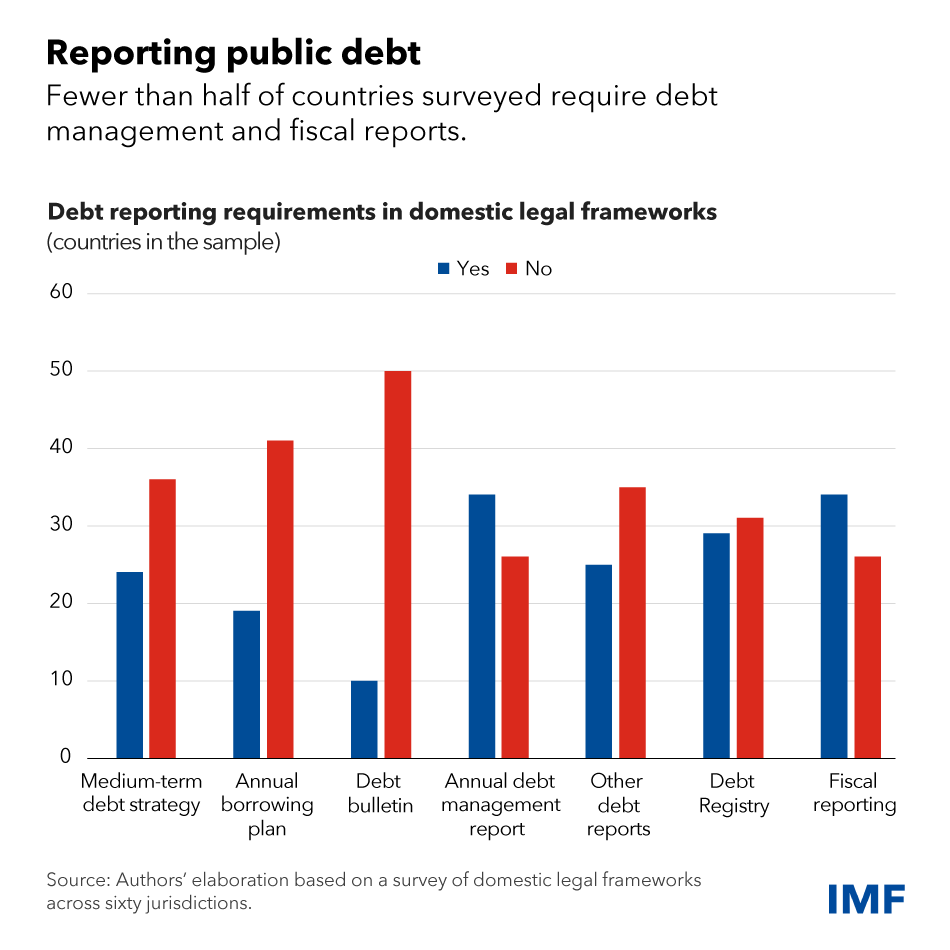 Reporting public debt
Fewer than half of countries surveyed require debt
management and fiscal reports.
Debt reporting requirements in domestic legal frameworks
(countries in the sample)
Yes No
60
50
40
30
20
10
0
Medium-term
debt strategy
Annual
borrowing
plan
Debt
bulletin
Annual debt
management
report
Other
debt
reports
Debt
Registry
Fiscal
reporting
Source: Authors’ elaboration based on a survey of domestic legal frameworks
across sixty jurisdictions.
IMF